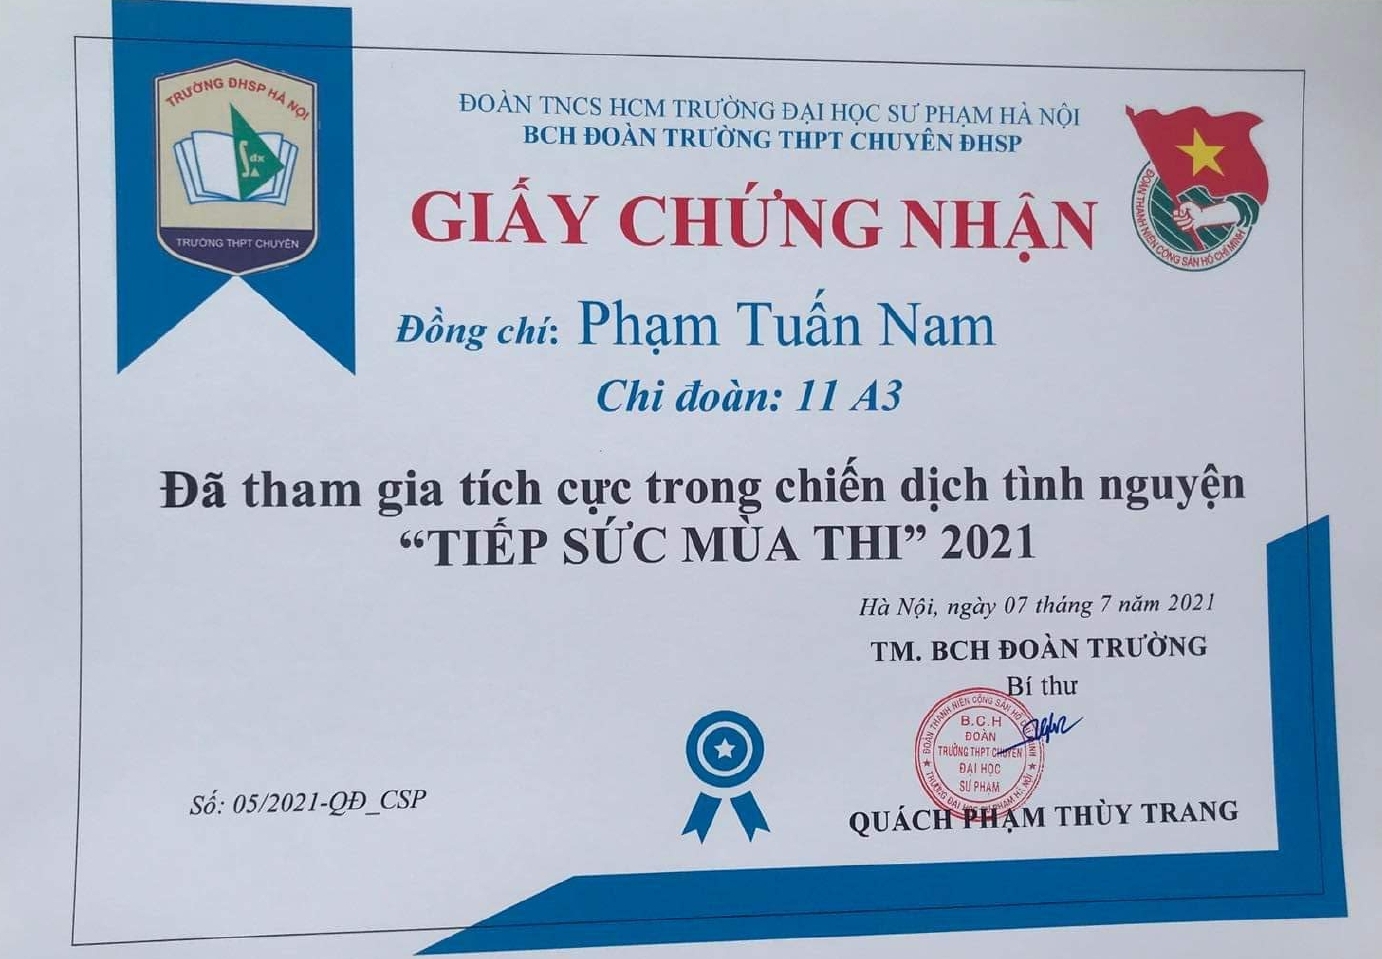 TRƯỜNG ĐHSP HÀ NỘI
∫dx
TRƯỜNG THPT CHUYÊN
ĐOÀN TNCS HCM TRƯỜNG ĐẠI HỌC SƯ PHẠM HÀ NỘI
BCH ĐOÀN TRƯỜNG THPT CHUYÊN ĐHSP
ĐOÀN THANH NIÊN CỘNG SẢN HỒ CHÍ MINH
GIẤY CHỨNG NHẬN
Đồng chí: Phạm Tuấn Nam
Chi đoàn: 11 A3
Đã tham gia tích cực trong chiến dịch tình nguyện
“TIẾP SỨC MÙA THI” 2021
Hà Nội, ngày 07 tháng 7 năm 2021
TM. BCH ĐOÀN TRƯỜNG
Bí thư
ĐOÀN THANH NIÊN CỘNG SẢN HỒ CHÍ MINH
B.C.H
ĐOÀN
TRƯỜNG THPT CHUYÊN
ĐẠI HỌC
SƯ PHẠM
TRƯỜNG ĐẠI HỌC SƯ PHẠM HÀ NỘI
Số: 05/2021-QĐ_CSP
QUÁCH PHẠM THÙY TRANG